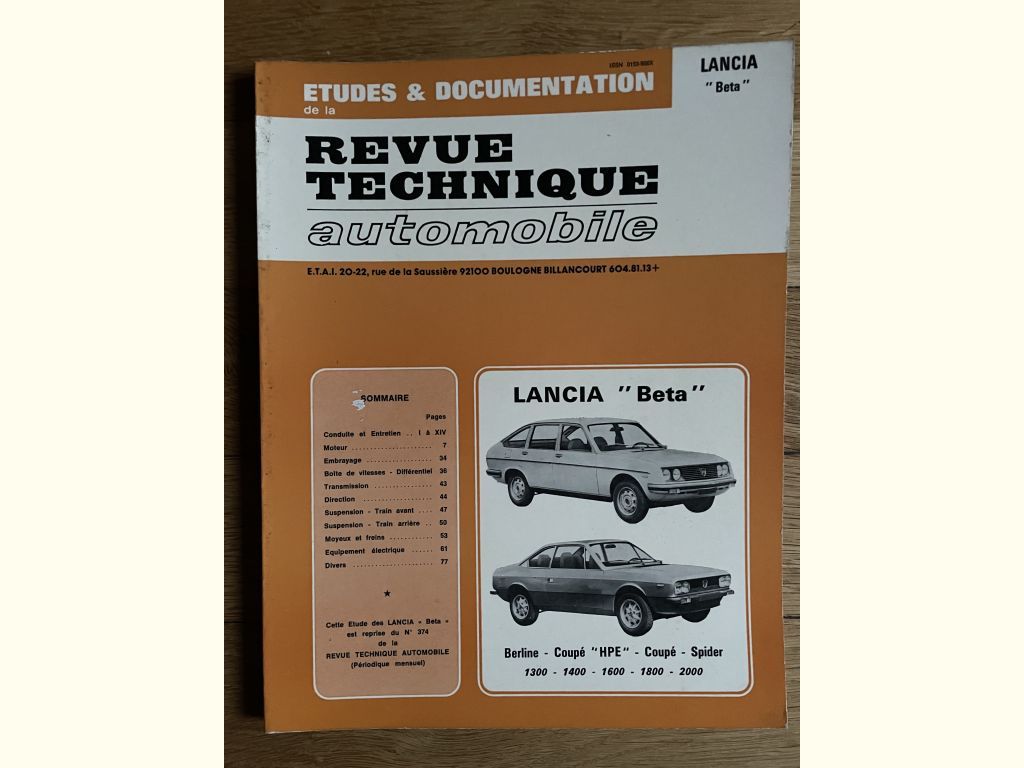 ISSN 0153-906X
ETUDES & DOCUMENTATION
de la
LANCIA
"Beta"
REVUE
TECHNIQUE
automobile
E.T.A.I. 20-22, rue de la Saussière 92100 BOULOGNE BILLANCOURT 604.81.13+
SOMMAIRE
Pages
Conduite et Entretien .. I à XIV
Moteur ..................... 7
Embrayage ................. 34
Boîte de vitesses - Différentiel 36
Transmission ............... 43
Direction .................. 44
Suspension - Train avant .... 47
Suspension - Train arrière .. 50
Moyeux et freins ............ 53
Equipement électrique ...... 61
Divers ..................... 77
★
Cette Etude des LANCIA « Beta »
est reprise du N° 374
de la
REVUE TECHNIQUE AUTOMOBILE
(Périodique mensuel)
LANCIA "Beta"
Berline - Coupé "HPE" - Coupé - Spider
1300 - 1400 - 1600 - 1800 - 2000